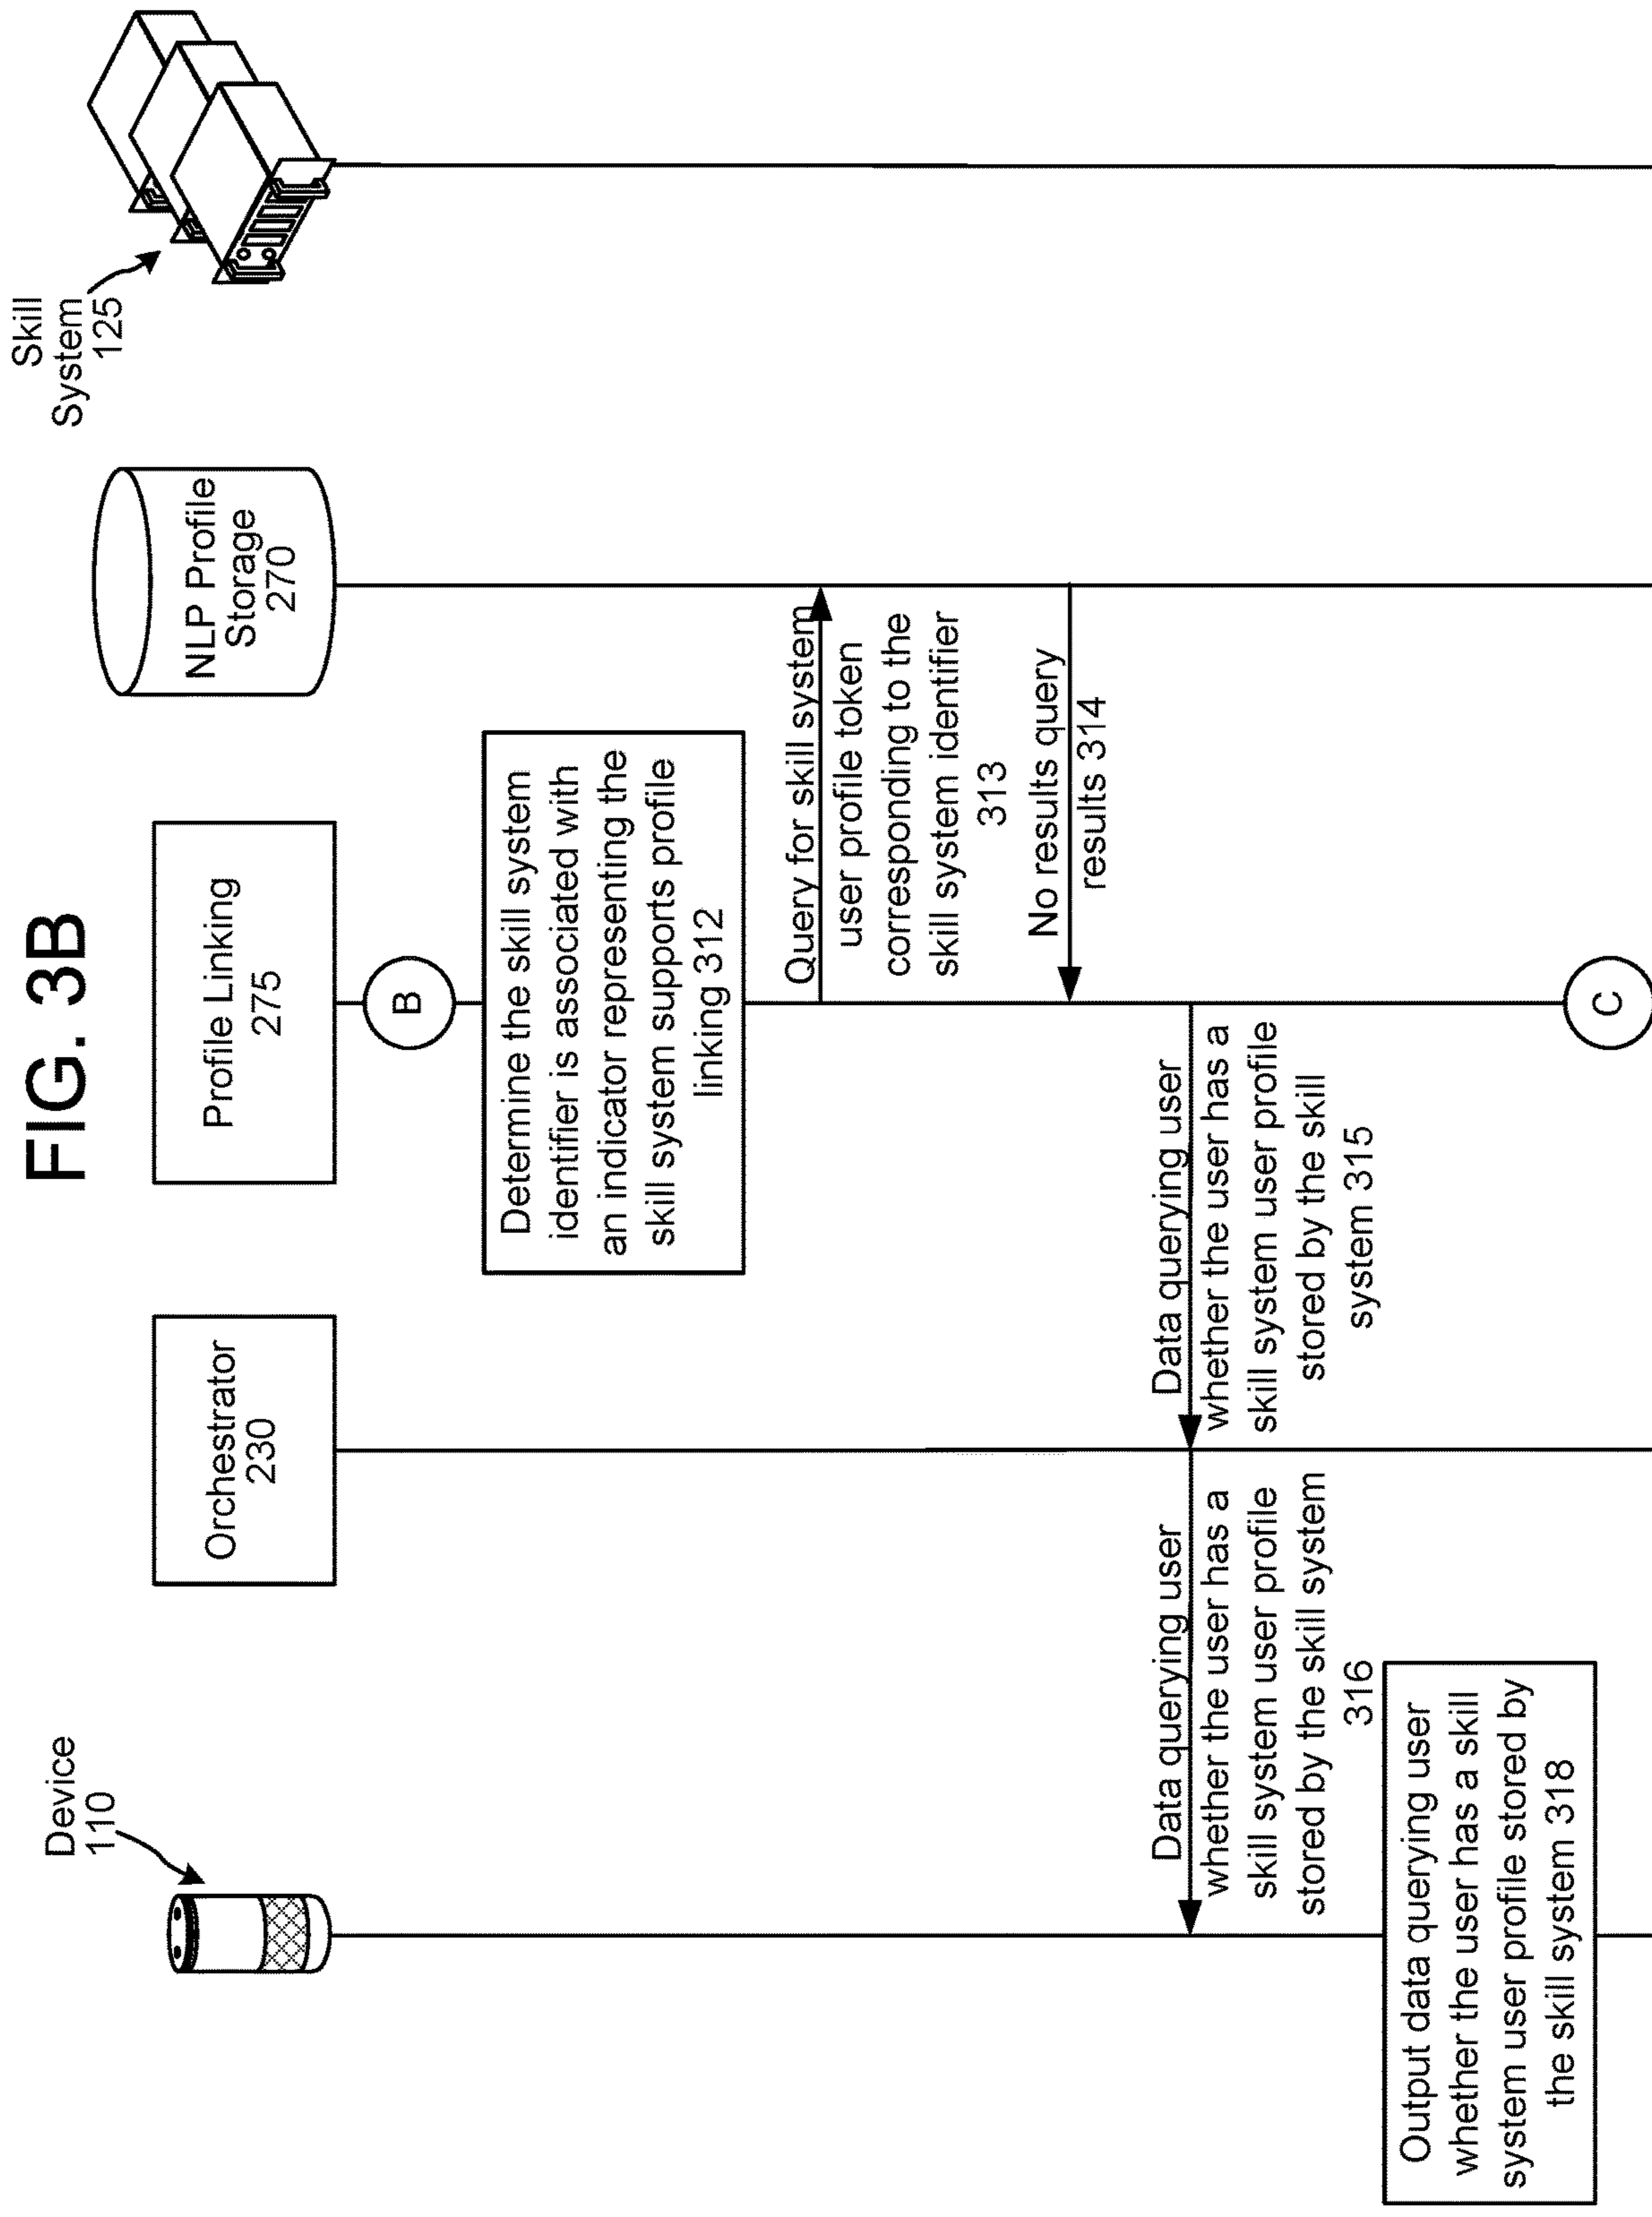 FIG. 3B
Device
110
Orchestrator
230
Profile Linking
275
NLP Profile
Storage
270
Skill
System
125
B
Determine the skill system
identifier is associated with
an indicator representing the
skill system supports profile
linking 312
Query for skill system
user profile token
corresponding to the
skill system identifier
313
No results query
results 314
Data querying user
whether the user has a
skill system user profile
stored by the skill
system 315
Data querying user
whether the user has a
skill system user profile
stored by the skill system
316
Output data querying user
whether the user has a skill
system user profile stored by
the skill system 318
C